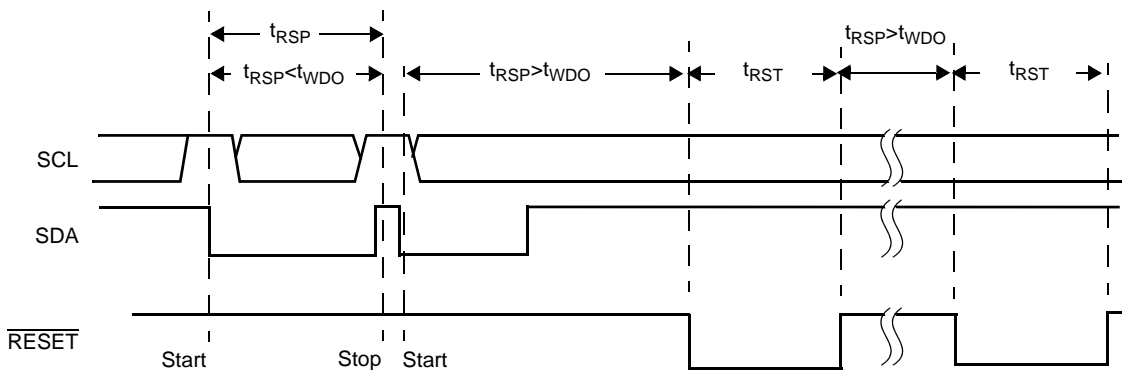 tRSP
tRSP>tWDO
tRSP<tWDO
tRSP>tWDO
tRST
tRST
SCL
SDA
RESET
Start
Stop
Start